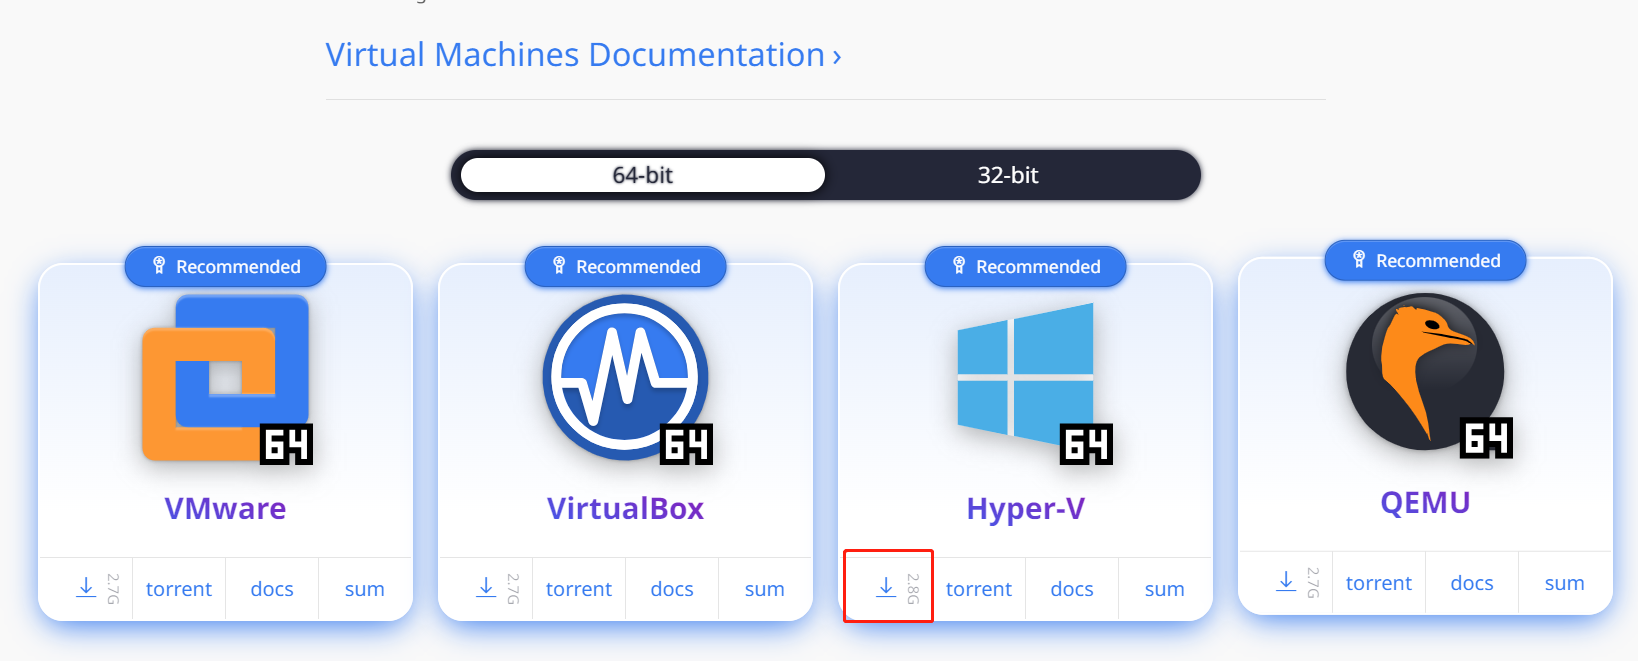 Virtual Machines Documentation ›
64-bit 32-bit
Recommended Recommended Recommended Recommended
64 64 64 64
VMware VirtualBox Hyper-V QEMU
2.7G torrent docs sum 2.7G torrent docs sum 2.8G torrent docs sum 2.7G torrent docs sum